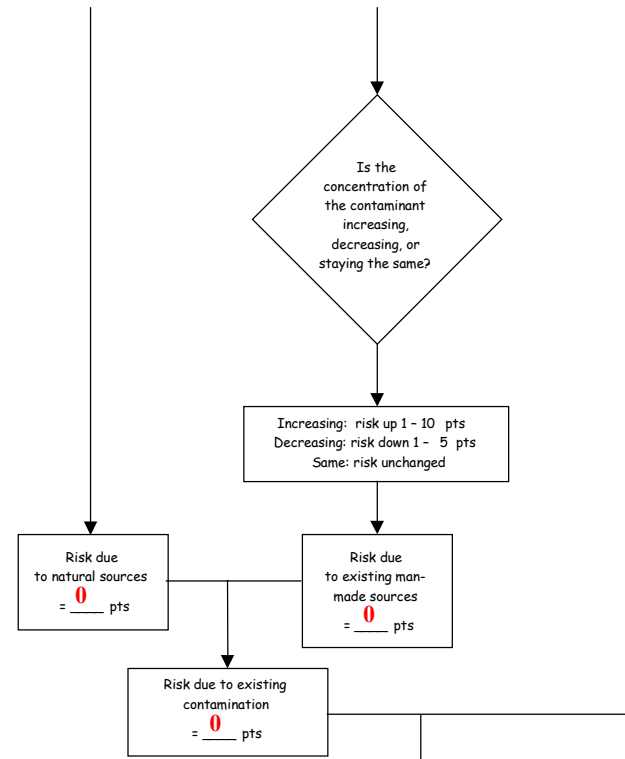 Is the
concentration of
the contaminant
increasing,
decreasing, or
staying the same?
Increasing: risk up 1 – 10 pts
Decreasing: risk down 1 – 5 pts
Same: risk unchanged
Risk due
to natural sources
= 0 pts
Risk due
to existing man-
made sources
= 0 pts
Risk due to existing
contamination
= 0 pts